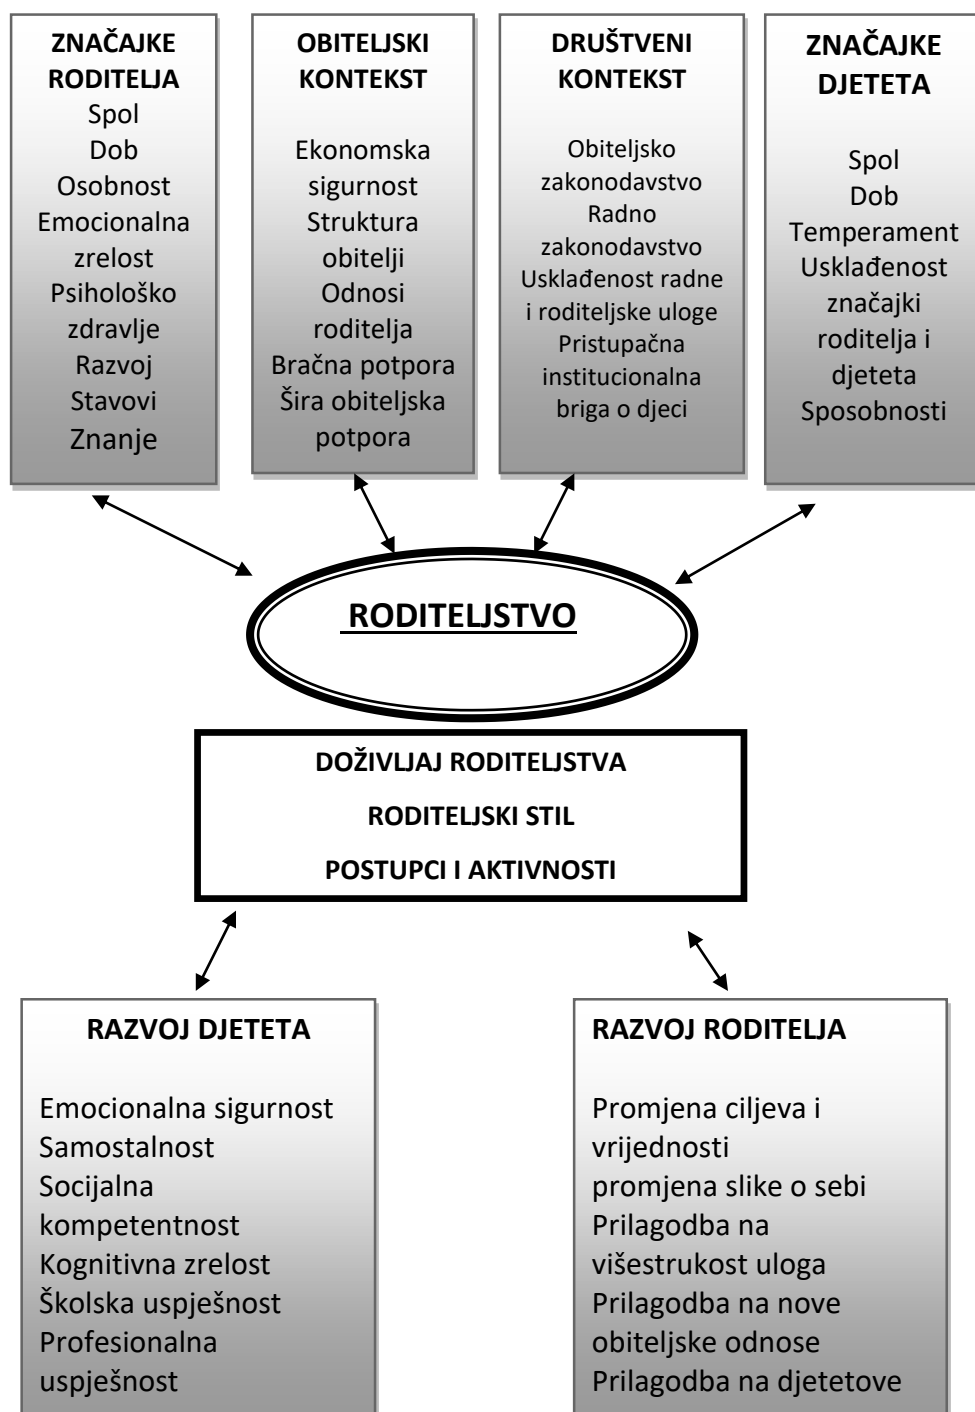 ZNAČAJKE
RODITELJA
Spol
Dob
Osobnost
Emocionalna
zrelost
Psihološko
zdravlje
Razvoj
Stavovi
Znanje
OBITELJSKI
KONTEKST
Ekonomska
sigurnost
Struktura
obitelji
Odnosi
roditelja
Bračna potpora
Šira obiteljska
potpora
DRUŠTVENI
KONTEKST
Obiteljsko
zakonodavstvo
Radno
zakonodavstvo
Usklađenost radne
i roditeljske uloge
Pristupačna
institucionalna
briga o djeci
ZNAČAJKE
DJETETA
Spol
Dob
Temperament
Usklađenost
značajki
roditelja i
djeteta
Sposobnosti
RODITELJSTVO
DOŽIVLJAJ RODITELJSTVA
RODITELJSKI STIL
POSTUPCI I AKTIVNOSTI
RAZVOJ DJETETA
Emocionalna sigurnost
Samostalnost
Socijalna
kompetentnost
Kognitivna zrelost
Školska uspješnost
Profesionalna
uspješnost
RAZVOJ RODITELJA
Promjena ciljeva i
vrijednosti
promjena slike o sebi
Prilagodba na
višestrukost uloga
Prilagodba na nove
obiteljske odnose
Prilagodba na djetetove